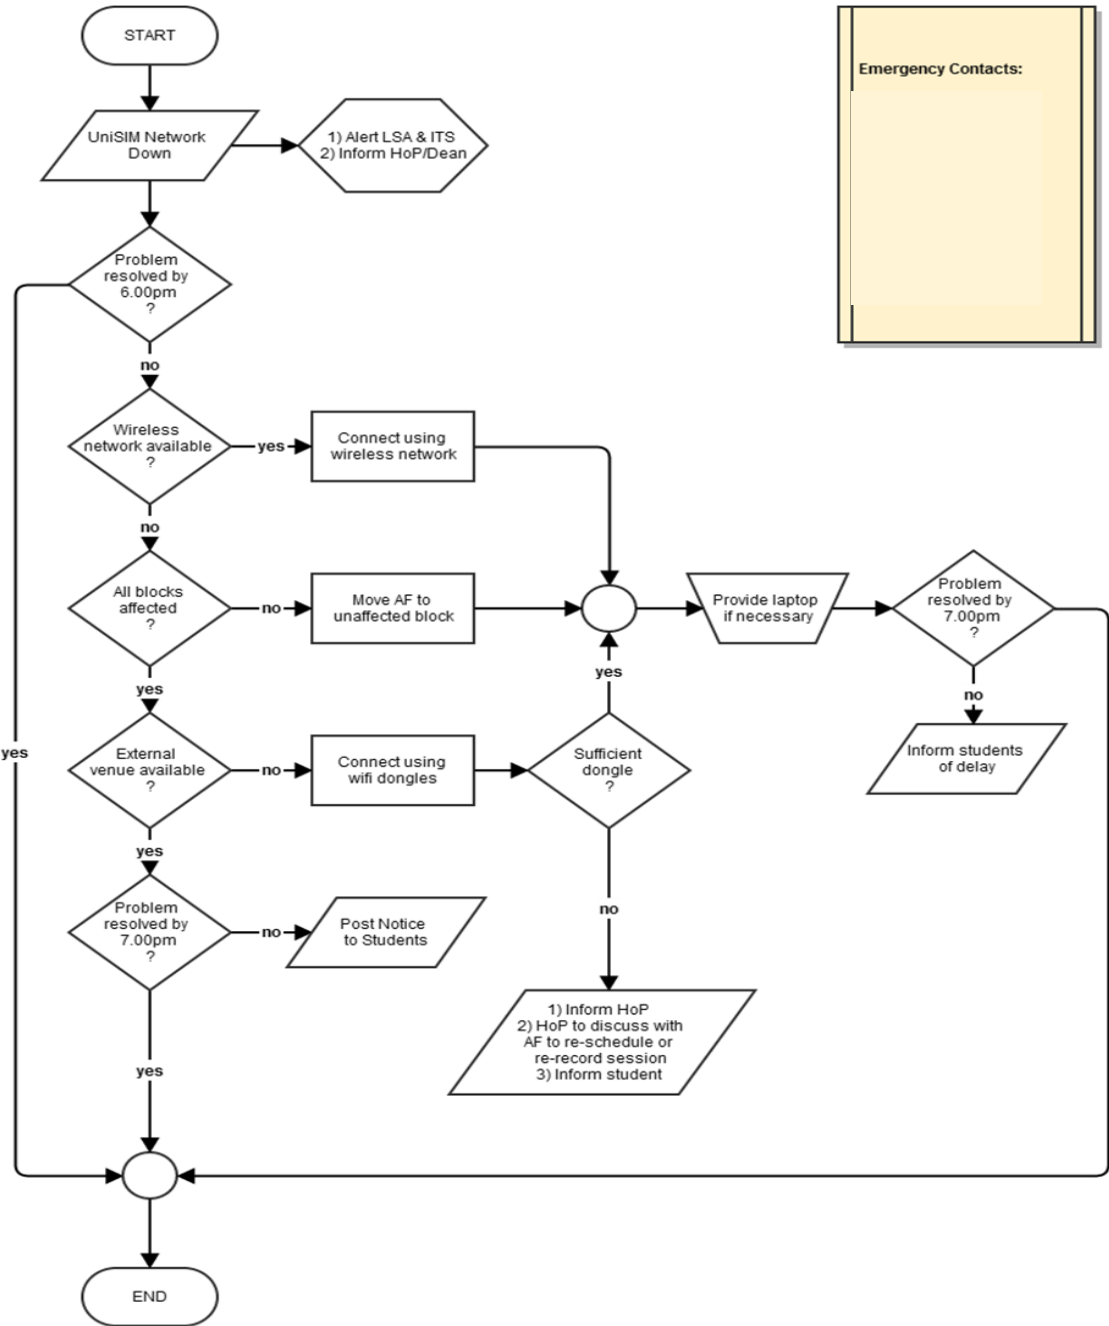 START
Emergency Contacts:
UniSIM Network
Down
1) Alert LSA & ITS
2) Inform HoP/Dean
Problem
resolved by
6.00pm
?
no
Wireless
network available
?
yes
Connect using
wireless network
no
All blocks
affected
?
no
Move AF to
unaffected block
Provide laptop
if necessary
Problem
resolved by
7.00pm
?
yes
yes
no
External
venue available
?
no
Connect using
wifi dongles
Sufficient
dongle
?
Inform students
of delay
yes
yes
Problem
resolved by
7.00pm
?
no
Post Notice
to Students
no
1) Inform HoP
2) HoP to discuss with
AF to re-schedule or
re-record session
3) Inform student
yes
END